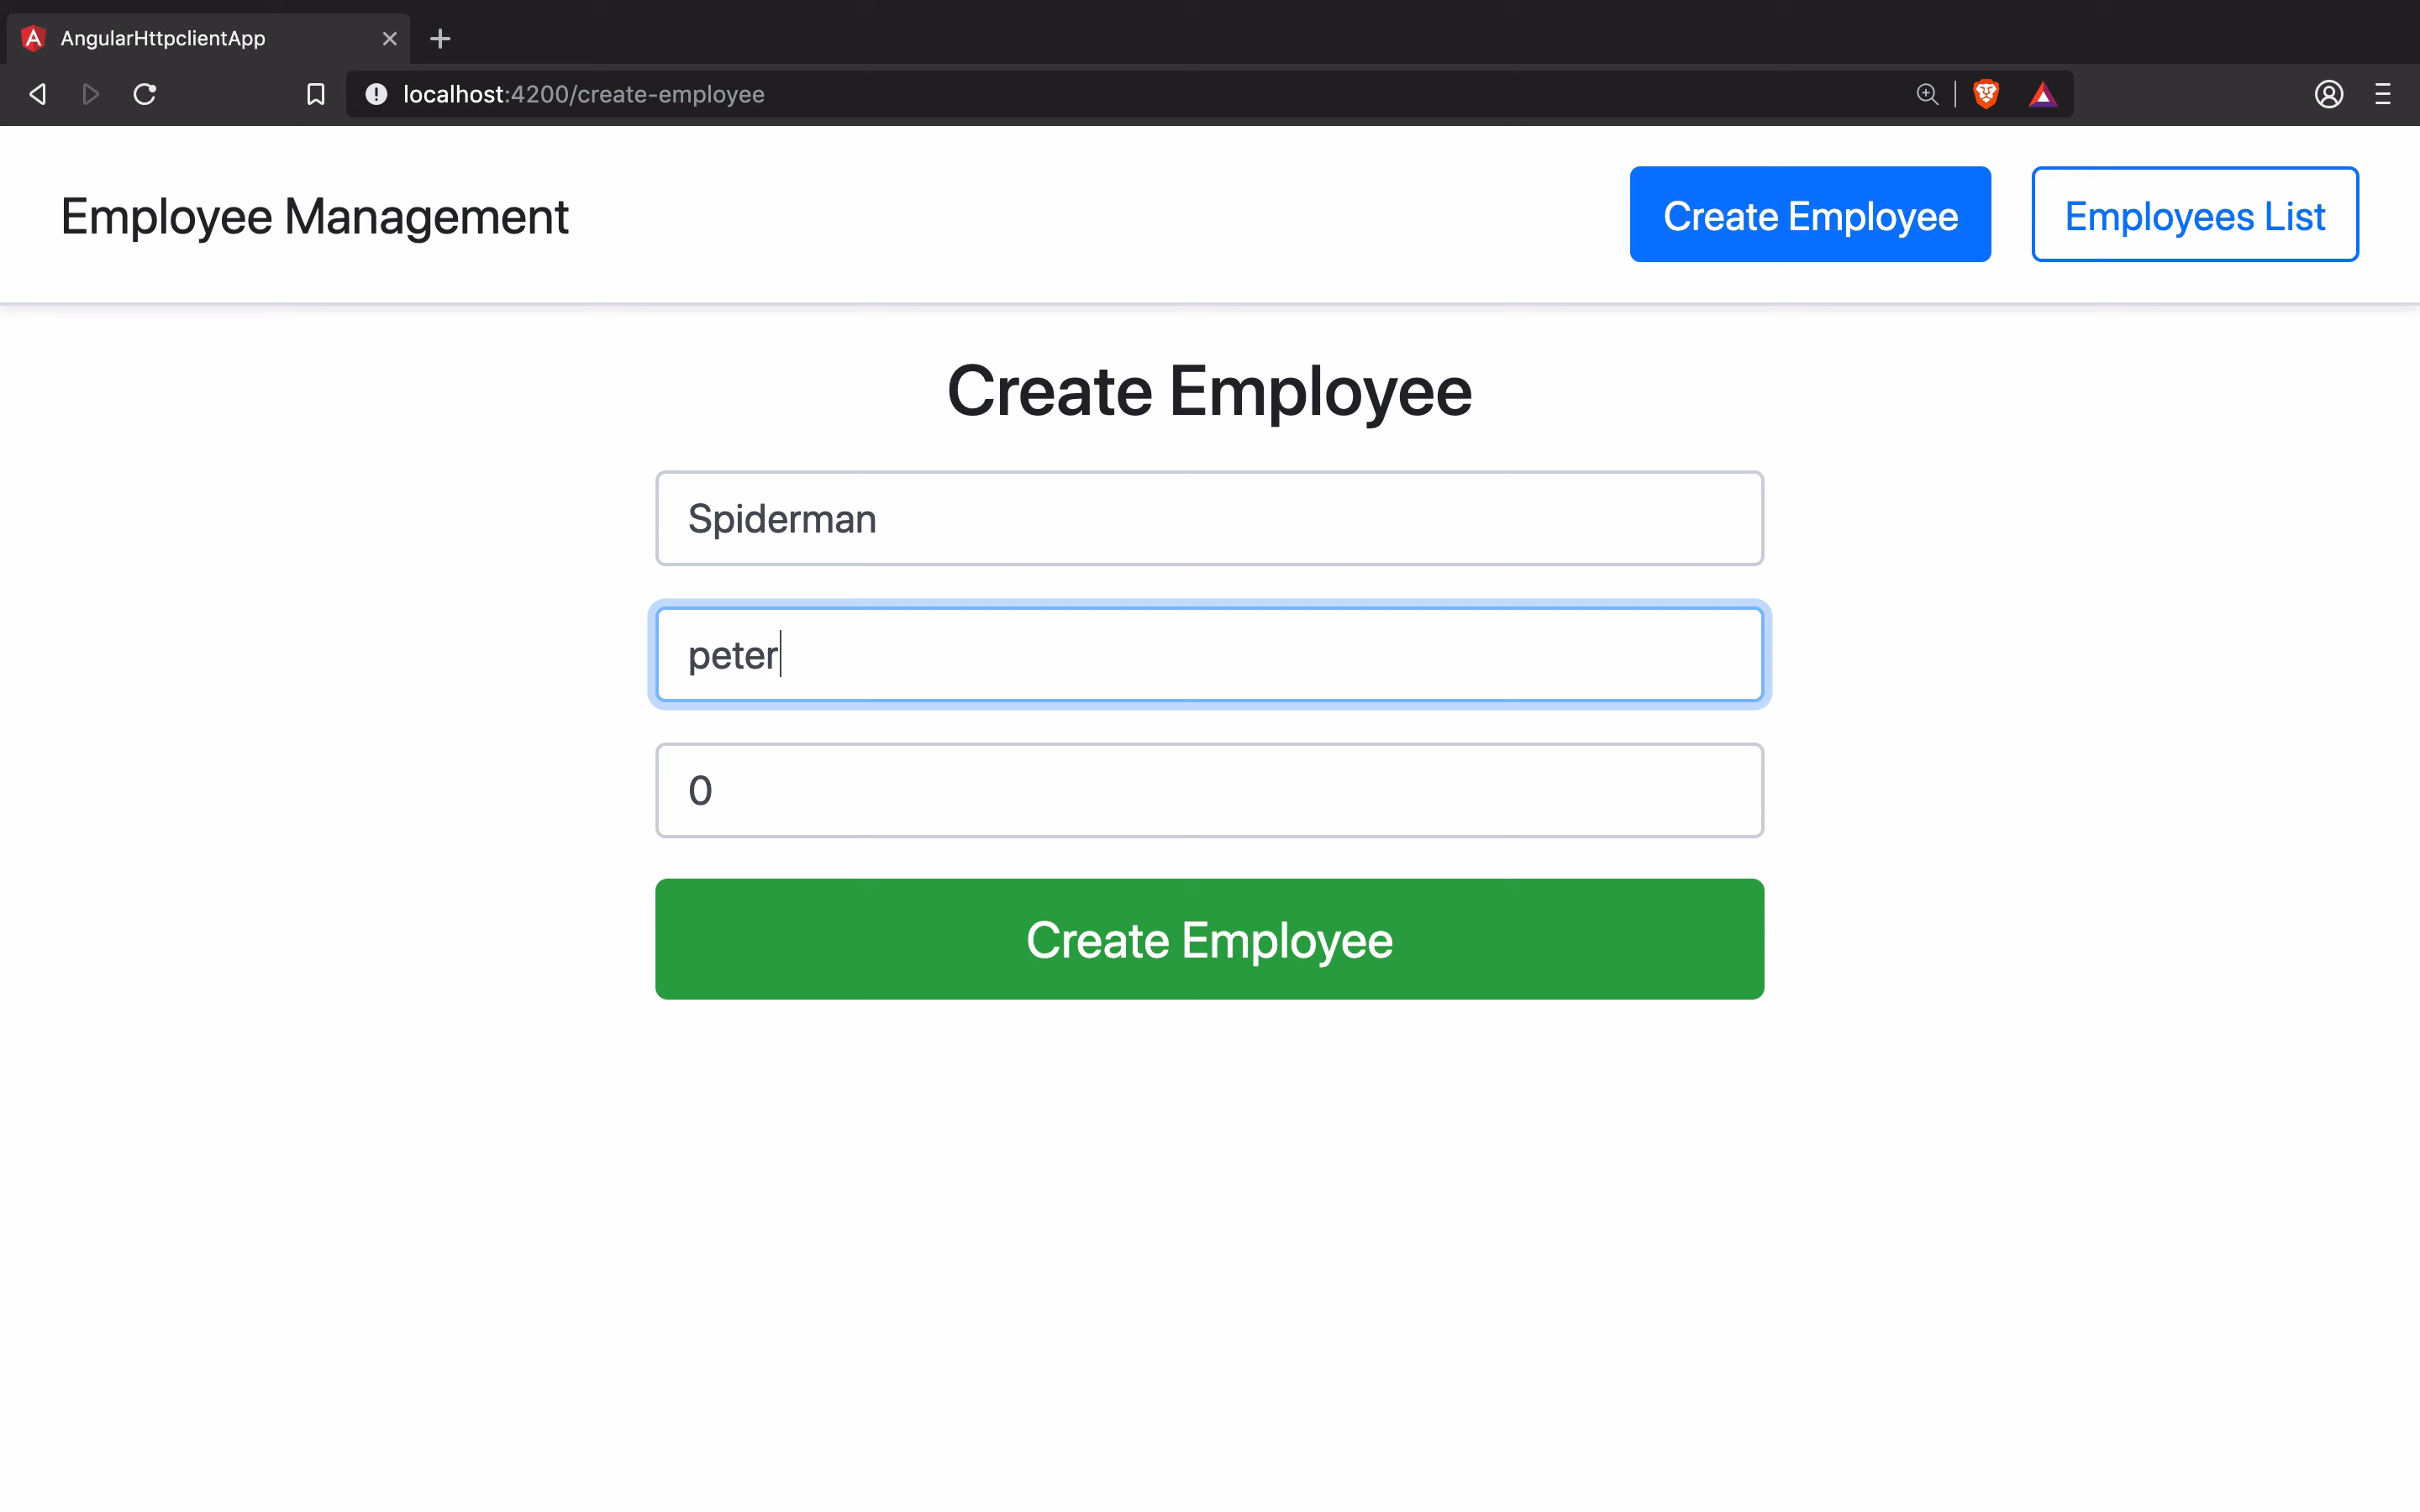 AngularHttpclientApp
localhost:4200/create-employee
Employee Management
Create Employee
Employees List
Create Employee
Spiderman
peter
0
Create Employee